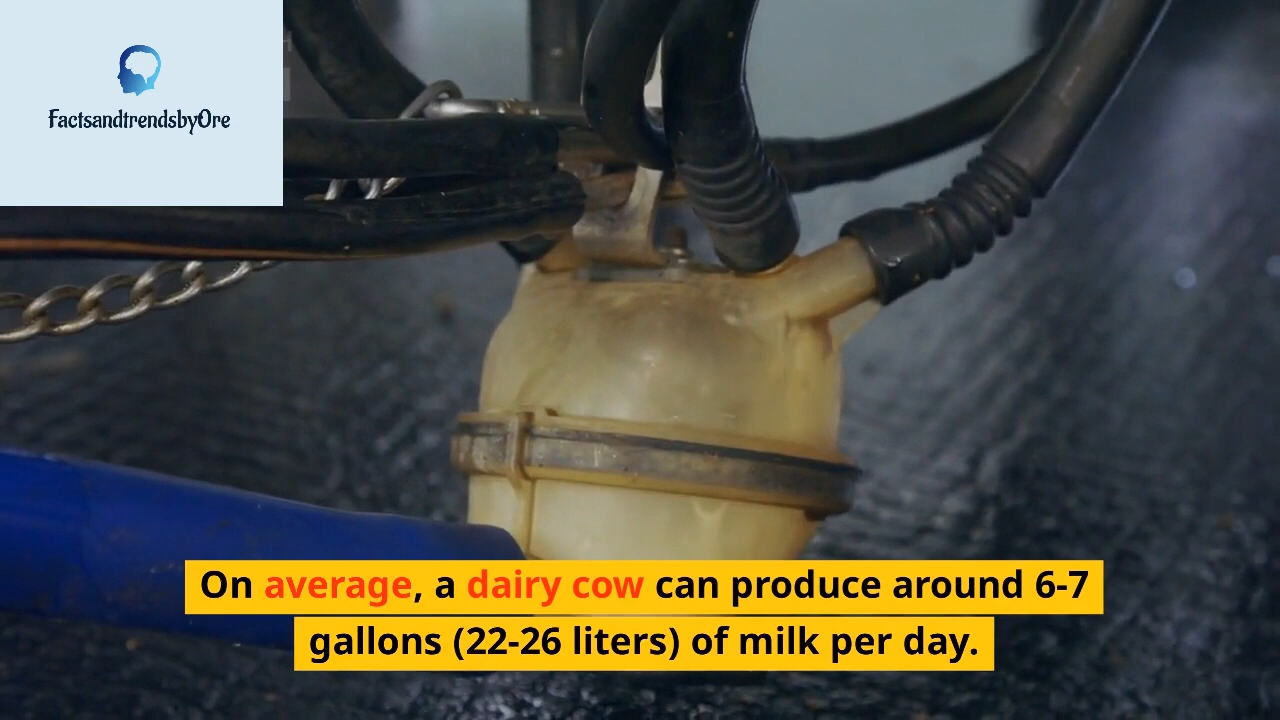 FactsandtrendsbyOre
On average, a dairy cow can produce around 6-7
gallons (22-26 liters) of milk per day.